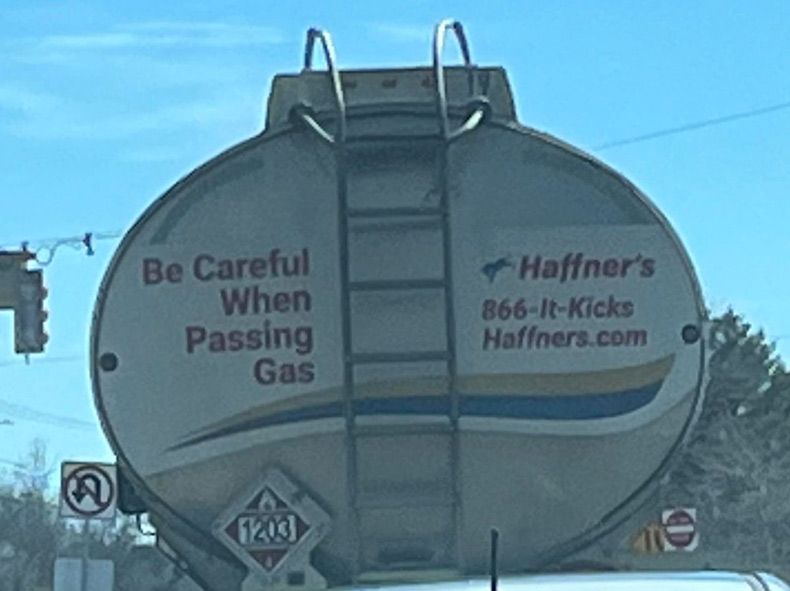 Be Careful
When
Passing
Gas
Haffner's
866-It-Kicks
Haffners.com
1203